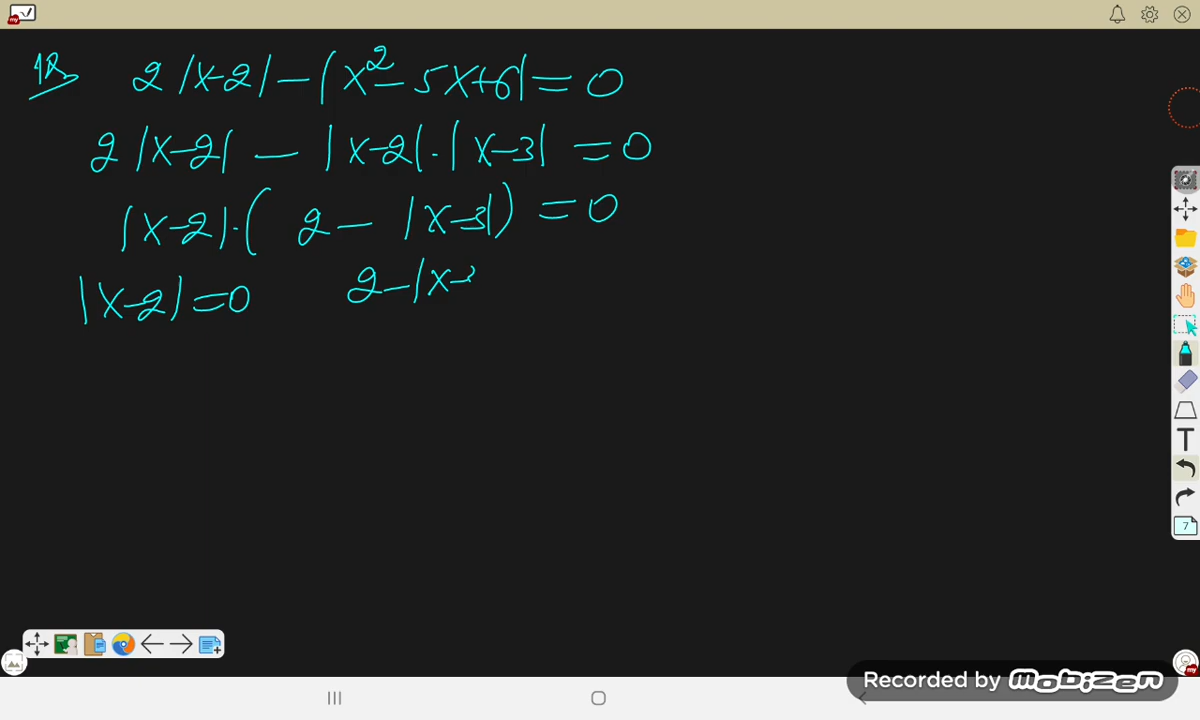 2|x-2|-|x²-5x+6|=0
2|x-2| - |x-2|·|x-3| =0
|x-2|·( 2 - |x-3|) =0
|x-2|=0 2-|x-
7
Recorded by mobizen